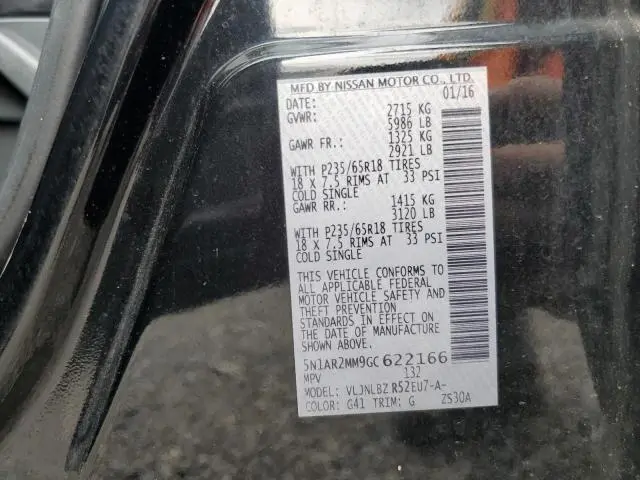 MFD BY NISSAN MOTOR CO., LTD.
DATE: 01/16
GVWR: 2715 KG
5986 LB
GAWR FR.: 1325 KG
2921 LB
WITH P235/65R18 TIRES
18 X 7.5 RIMS AT 33 PSI
COLD SINGLE
GAWR RR.: 1415 KG
3120 LB
WITH P235/65R18 TIRES
18 X 7.5 RIMS AT 33 PSI
COLD SINGLE
THIS VEHICLE CONFORMS TO
ALL APPLICABLE FEDERAL
MOTOR VEHICLE SAFETY AND
THEFT PREVENTION
STANDARDS IN EFFECT ON THE
DATE OF MANUFACTURE
SHOWN ABOVE.
5N1AR2MM9GC622166
MPV 132
MODEL: VLJNLBZ R52EU7-A-
COLOR: G41 TRIM: G ZS30A